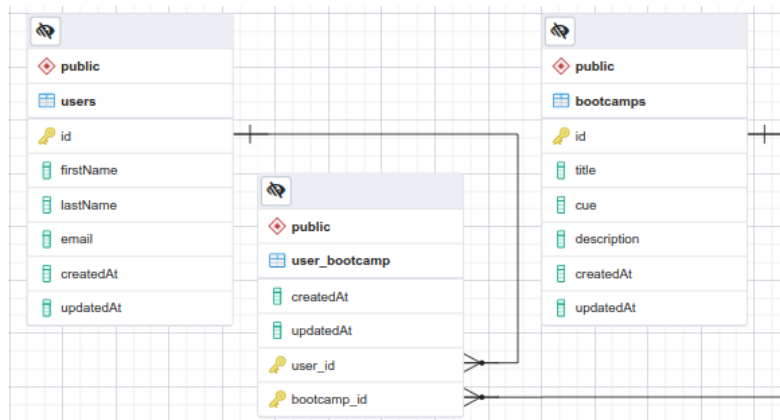 public
users
id
firstName
lastName
email
createdAt
updatedAt
public
user_bootcamp
createdAt
updatedAt
user_id
bootcamp_id
public
bootcamps
id
title
cue
description
createdAt
updatedAt